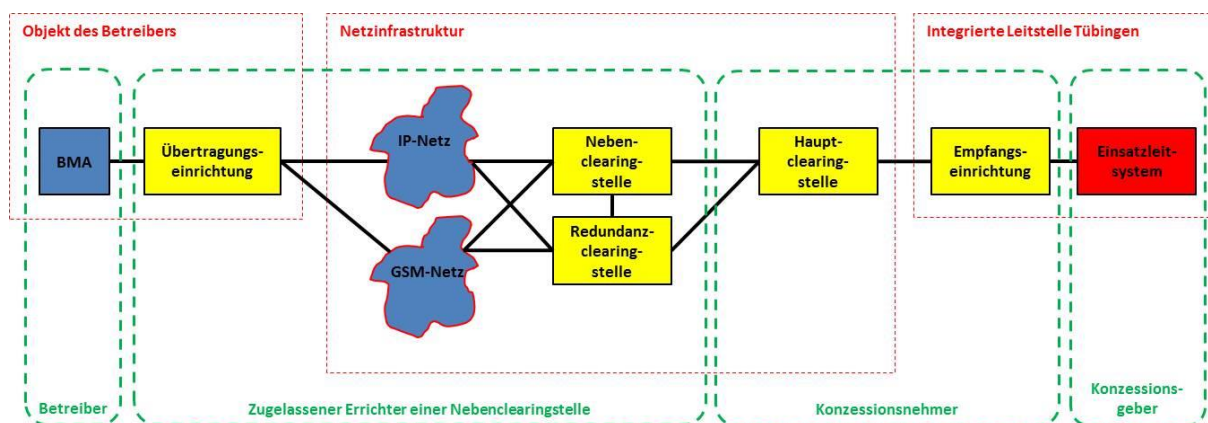 Objekt des Betreibers
Netzinfrastruktur
Integrierte Leitstelle Tübingen
BMA
Übertragungs-
einrichtung
IP-Netz
GSM-Netz
Neben-
clearing-
stelle
Redundanz-
clearing-
stelle
Haupt-
clearing-
stelle
Empfangs-
einrichtung
Einsatzleit-
system
Betreiber
Zugelassener Errichter einer Nebenclearingstelle
Konzessionsnehmer
Konzessions-
geber